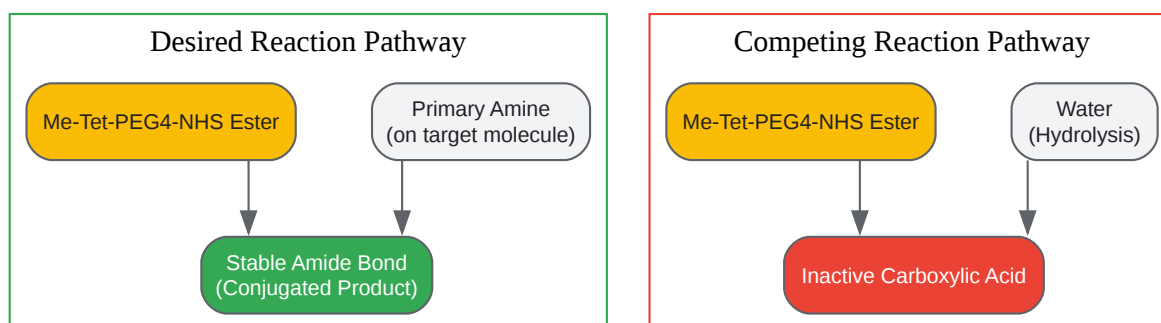 Desired Reaction Pathway
Me-Tet-PEG4-NHS Ester
Primary Amine
(on target molecule)
Stable Amide Bond
(Conjugated Product)
Competing Reaction Pathway
Me-Tet-PEG4-NHS Ester
Water
(Hydrolysis)
Inactive Carboxylic Acid